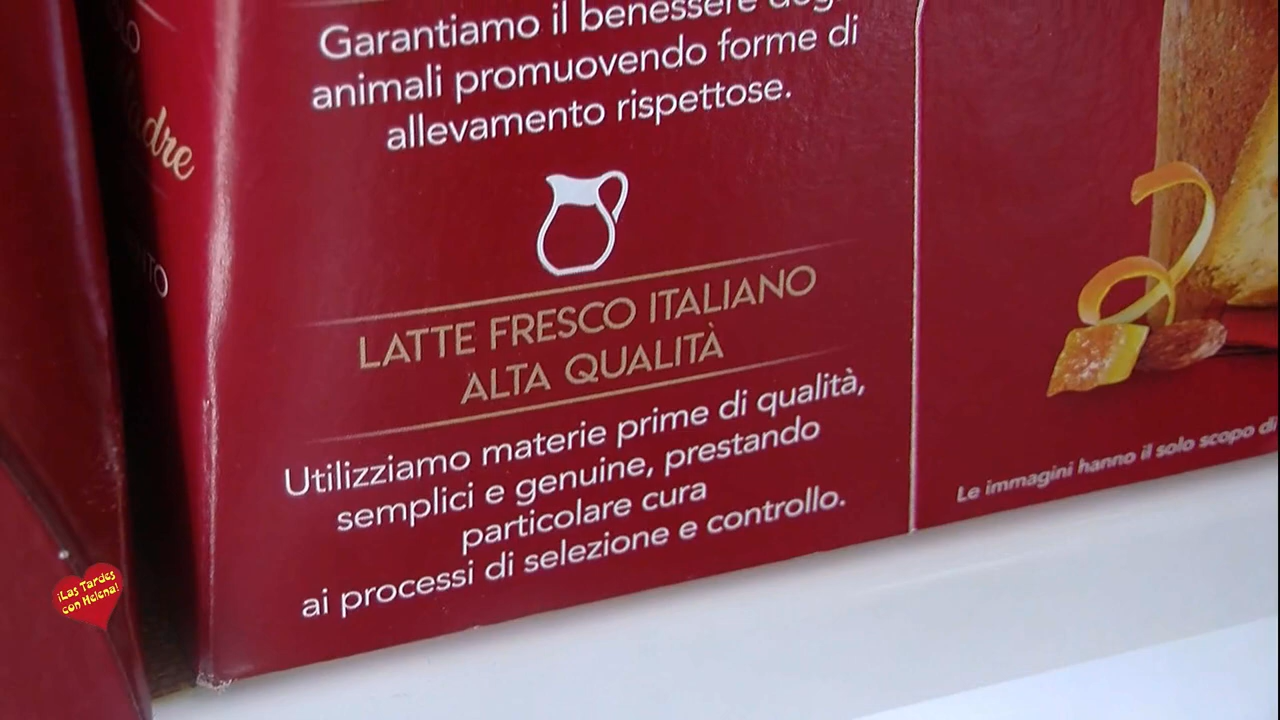 Garantiamo il benessere degli
animali promuovendo forme di
allevamento rispettose.
LATTE FRESCO ITALIANO
ALTA QUALITÀ
Utilizziamo materie prime di qualità,
semplici e genuine, prestando
particolare cura
ai processi di selezione e controllo.
Le immagini hanno il solo scopo di
¡Las Tardes
con Helena!